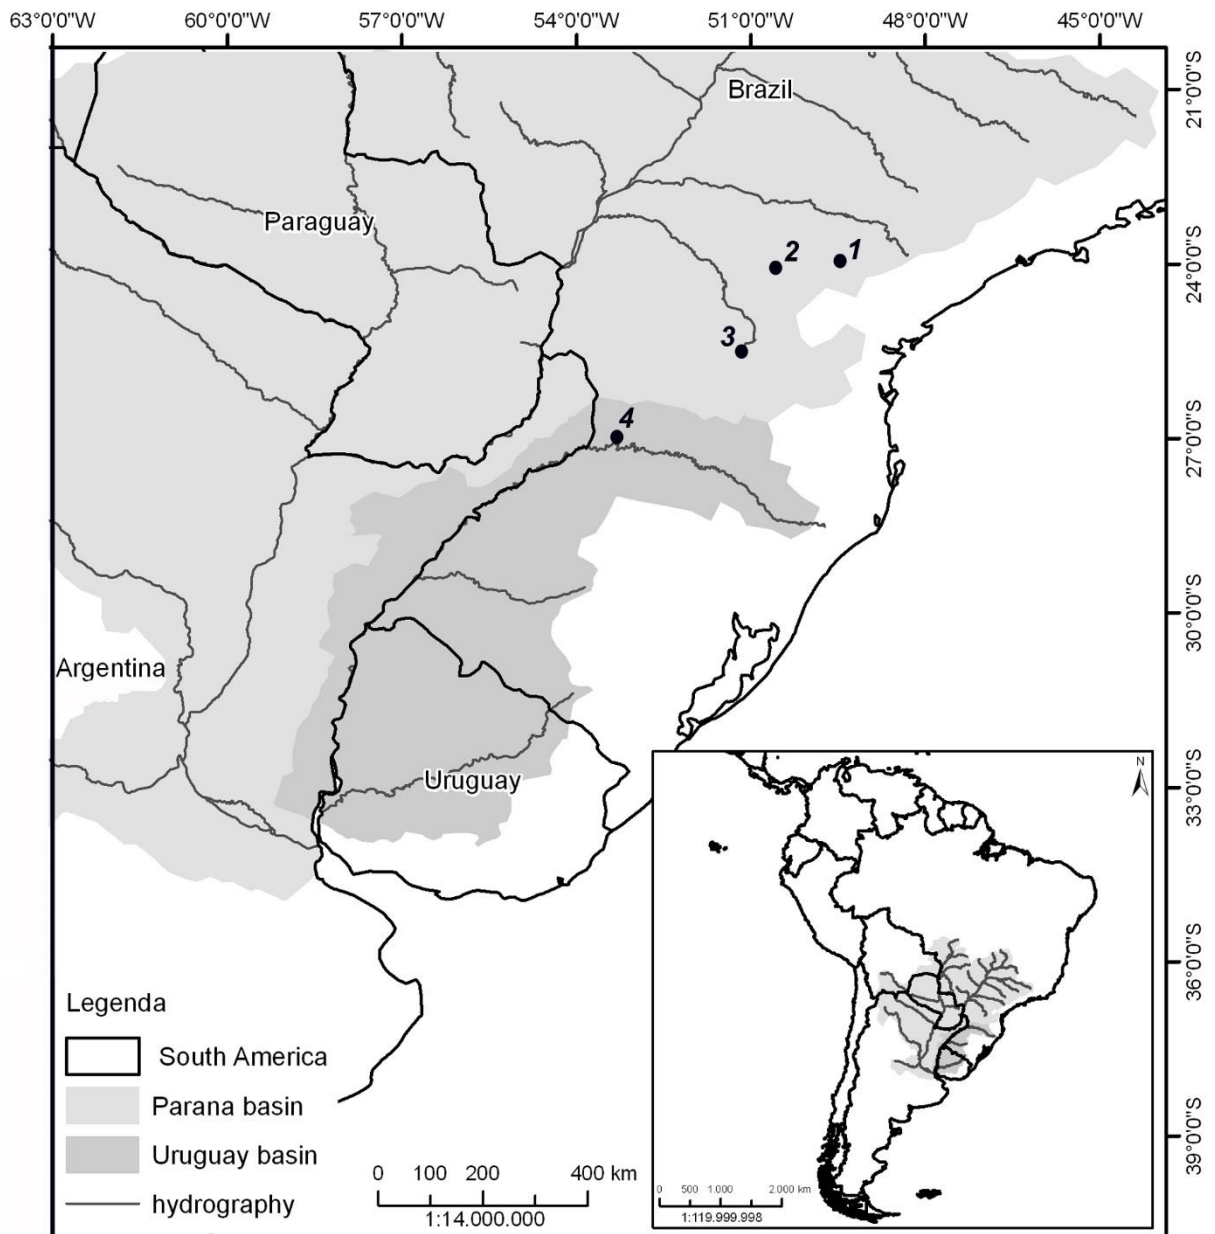 63°0'0"W 60°0'0"W 57°0'0"W 54°0'0"W 51°0'0"W 48°0'0"W 45°0'0"W
Brazil
21°0'0"S
Paraguay
2 1
24°0'0"S
3
4
27°0'0"S
30°0'0"S
Argentina
Uruguay
33°0'0"S
N
36°0'0"S
Legenda
South America
Parana basin
Uruguay basin
hydrography
39°0'0"S
0 100 200 400 km
1:14.000.000
0 500 1.000 2.000 km
1:119.999.998